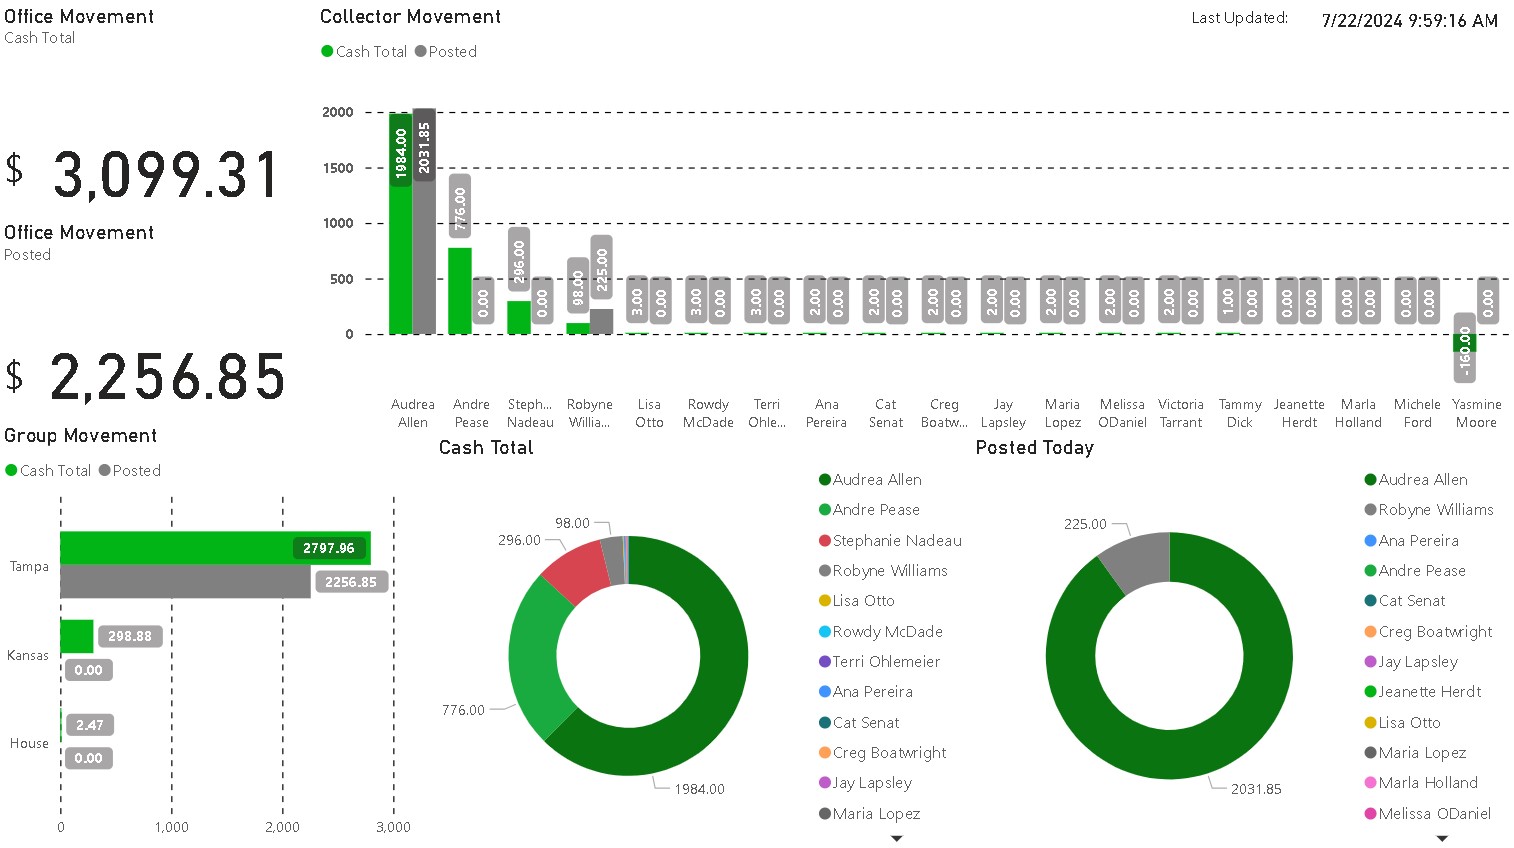 Office Movement
Cash Total
$ 3,099.31
Office Movement
Posted
$ 2,256.85
Collector Movement
Cash Total Posted
Last Updated: 7/22/2024 9:59:16 AM
2000
1500
1000
500
0
1984.00 2031.85
776.00 0.00
296.00 0.00
98.00 225.00
3.00 0.00
3.00 0.00
3.00 0.00
2.00 0.00
2.00 0.00
2.00 0.00
2.00 0.00
2.00 0.00
2.00 0.00
2.00 0.00
1.00 0.00
0.00 0.00
0.00 0.00
0.00 0.00
-160.00 0.00
Audrea Allen
Andre Pease
Steph... Nadeau
Robyne Willia...
Lisa Otto
Rowdy McDade
Terri Ohle...
Ana Pereira
Cat Senat
Creg Boatw...
Jay Lapsley
Maria Lopez
Melissa ODaniel
Victoria Tarrant
Tammy Dick
Jeanette Herdt
Marla Holland
Michele Ford
Yasmine Moore
Group Movement
Cash Total Posted
Tampa
2797.96
2256.85
Kansas
298.88
0.00
House
2.47
0.00
0 1,000 2,000 3,000
Cash Total
98.00
296.00
776.00
1984.00
Audrea Allen
Andre Pease
Stephanie Nadeau
Robyne Williams
Lisa Otto
Rowdy McDade
Terri Ohlemeier
Ana Pereira
Cat Senat
Creg Boatwright
Jay Lapsley
Maria Lopez
Posted Today
225.00
2031.85
Audrea Allen
Robyne Williams
Ana Pereira
Andre Pease
Cat Senat
Creg Boatwright
Jay Lapsley
Jeanette Herdt
Lisa Otto
Maria Lopez
Marla Holland
Melissa ODaniel